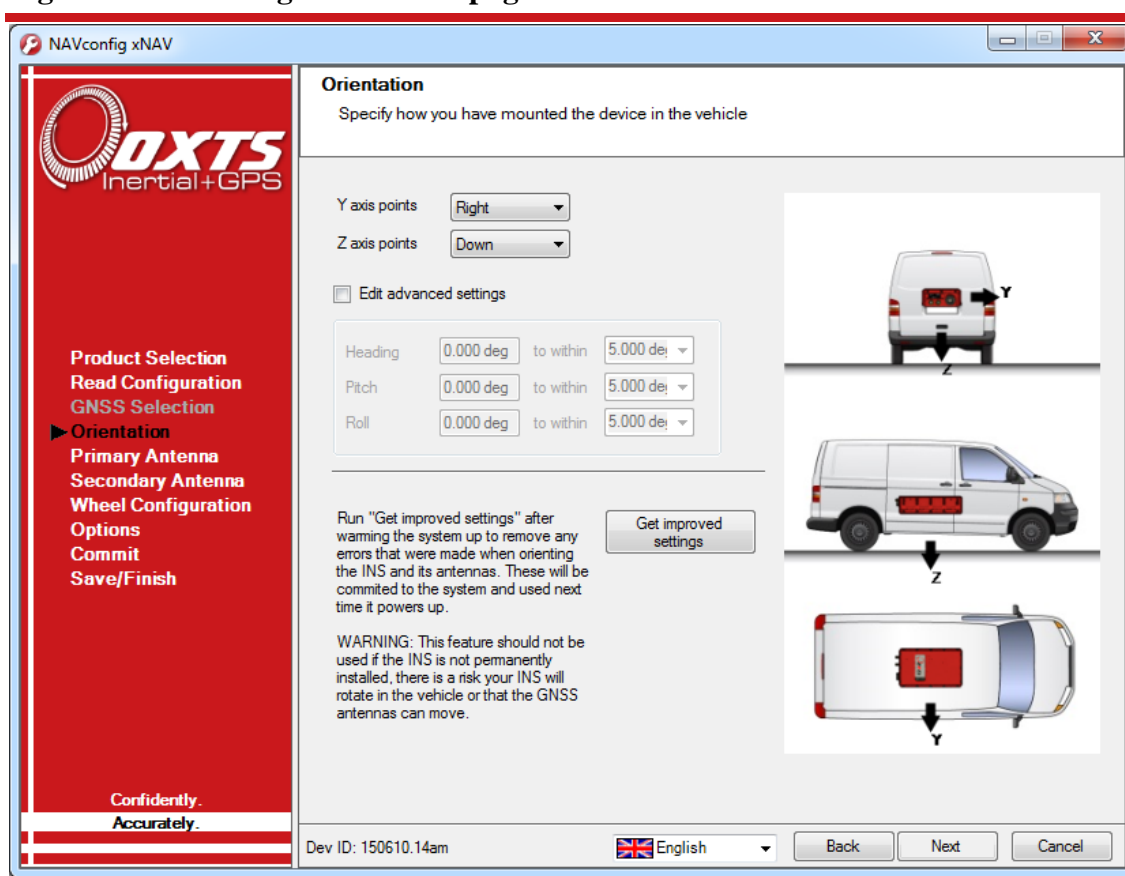 NAVconfig xNAV
OXTS
Inertial+GPS
Product Selection
Read Configuration
GNSS Selection
Orientation
Primary Antenna
Secondary Antenna
Wheel Configuration
Options
Commit
Save/Finish
Confidently.
Accurately.
Orientation
Specify how you have mounted the device in the vehicle
Y axis points Right
Z axis points Down
Edit advanced settings
Heading 0.000 deg to within 5.000 de
Pitch 0.000 deg to within 5.000 de
Roll 0.000 deg to within 5.000 de
Run "Get improved settings" after
warming the system up to remove any
errors that were made when orienting
the INS and its antennas. These will be
commited to the system and used next
time it powers up.
Get improved
settings
WARNING: This feature should not be
used if the INS is not permanently
installed, there is a risk your INS will
rotate in the vehicle or that the GNSS
antennas can move.
Y
Z
Z
Y
Dev ID: 150610.14am English Back Next Cancel